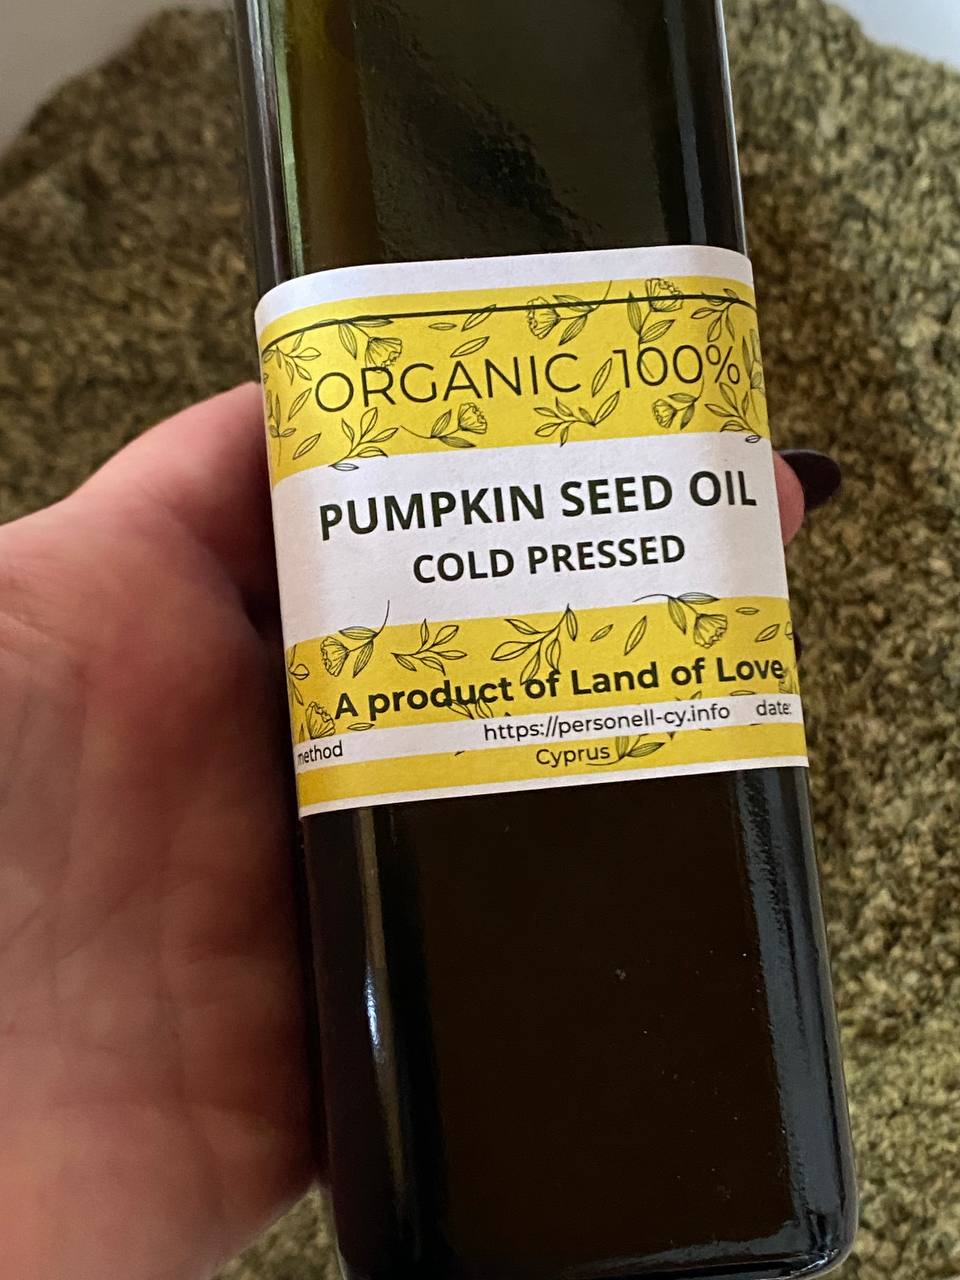 ORGANIC 100%
PUMPKIN SEED OIL
COLD PRESSED
A product of Land of Love
https://personell-cy.info
date:
method
Cyprus